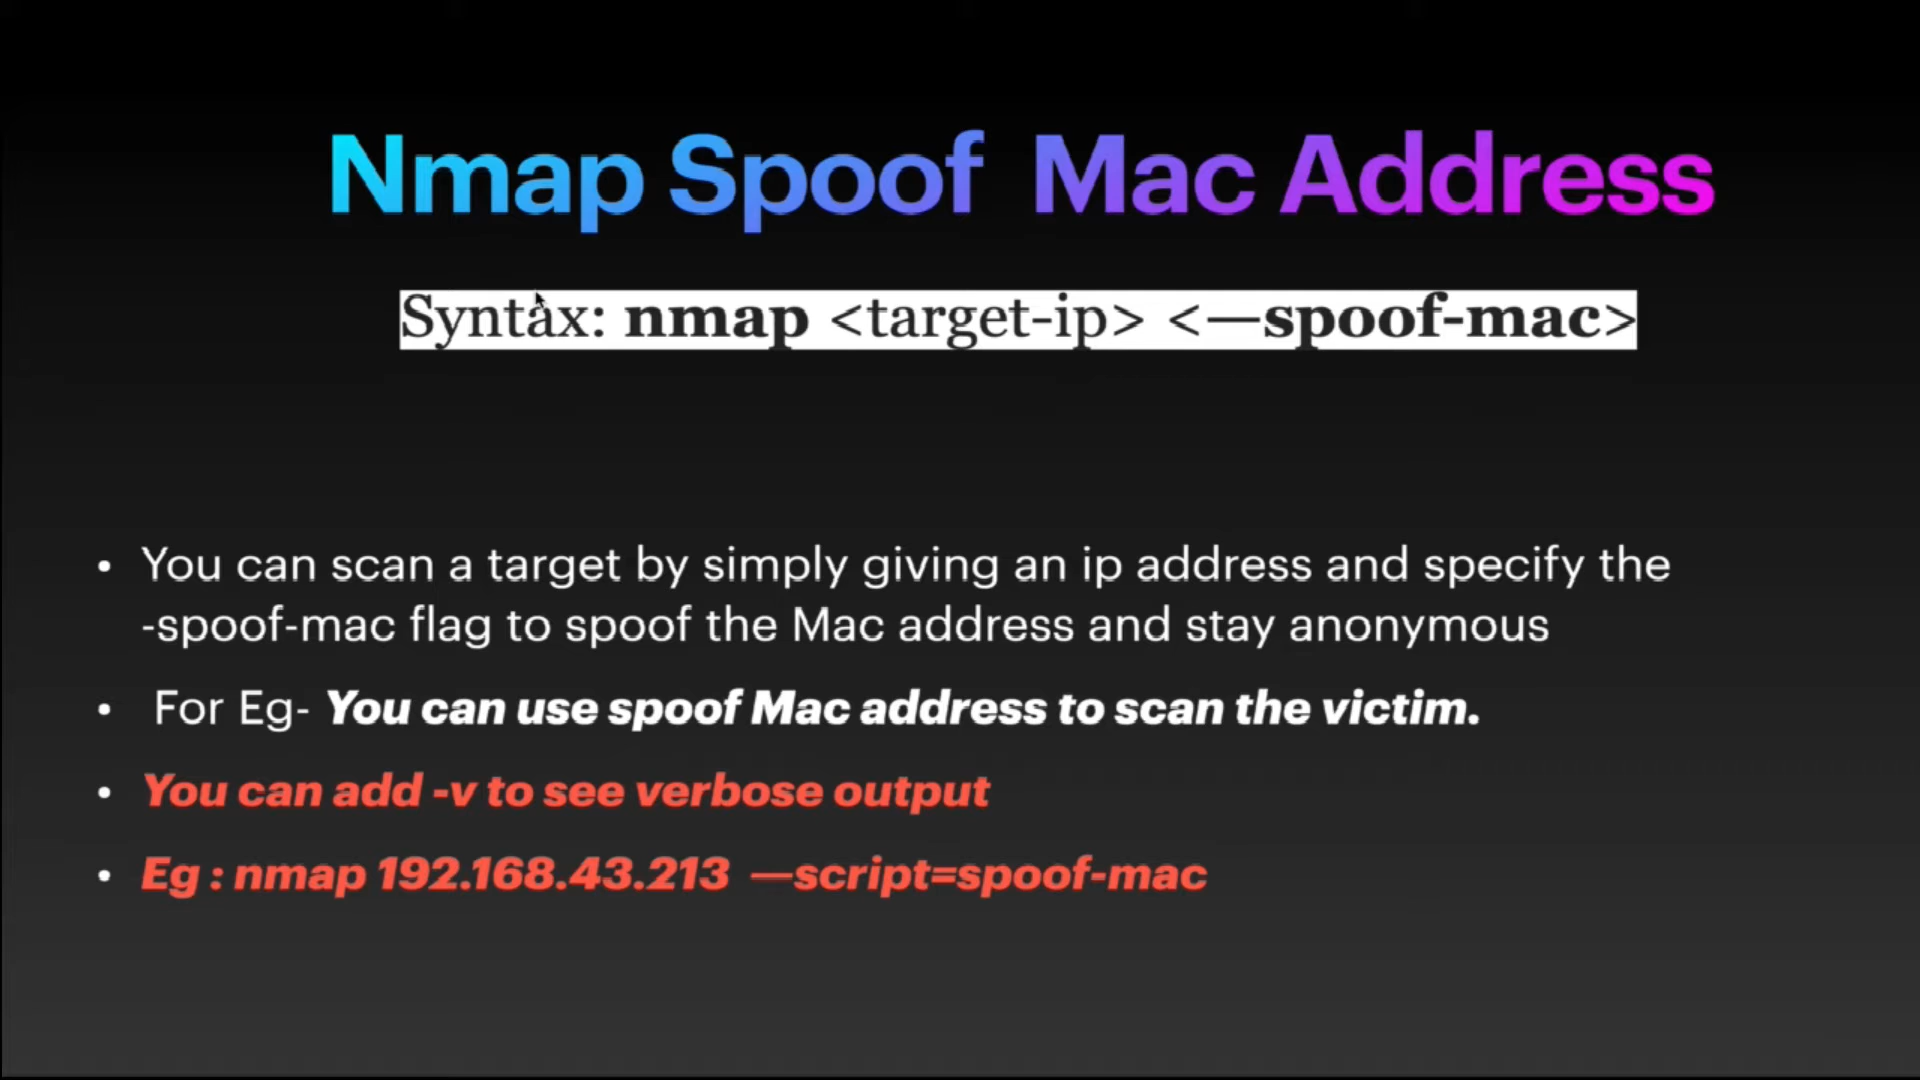 Nmap Spoof Mac Address
Syntax: nmap <target-ip> <—spoof-mac>
• You can scan a target by simply giving an ip address and specify the
-spoof-mac flag to spoof the Mac address and stay anonymous
• For Eg- You can use spoof Mac address to scan the victim.
• You can add -v to see verbose output
• Eg : nmap 192.168.43.213 —script=spoof-mac